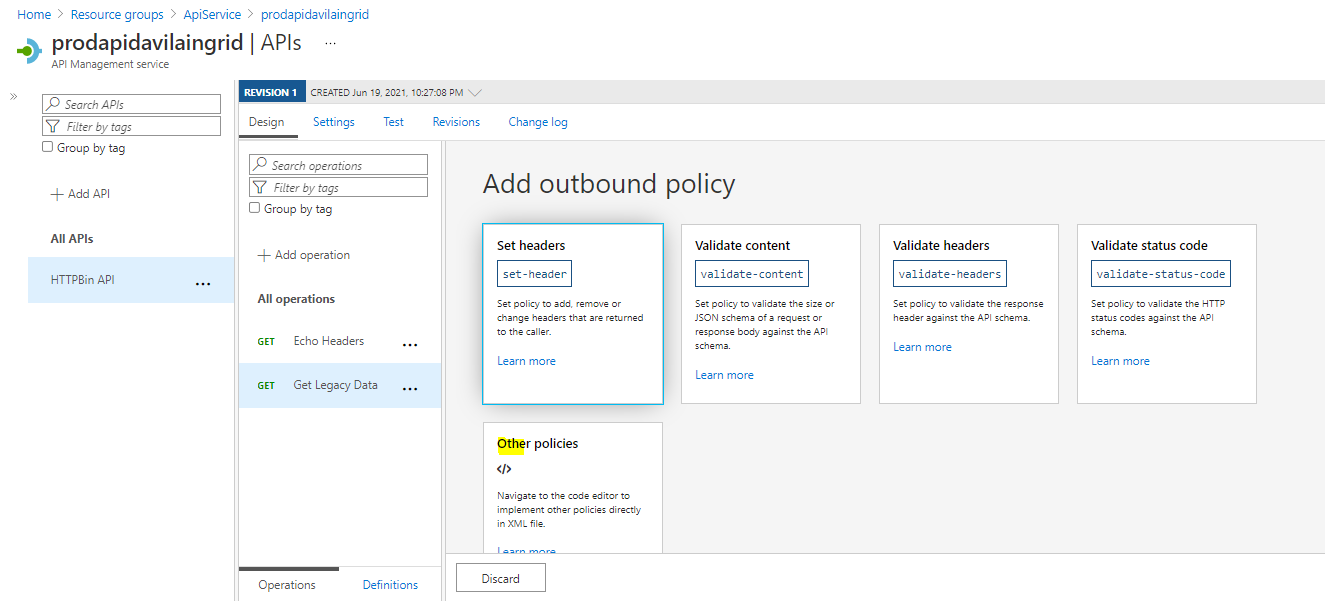 Home > Resource groups > ApiService > prodapidavilaingrid
prodapidavilaingrid | APIs ...
API Management service
»
Search APIs
Filter by tags
Group by tag
+ Add API
All APIs
HTTPBin API ...
REVISION 1 CREATED Jun 19, 2021, 10:27:08 PM
Design Settings Test Revisions Change log
Search operations
Filter by tags
Group by tag
+ Add operation
All operations
GET Echo Headers ...
GET Get Legacy Data ...
Operations Definitions
Add outbound policy
Set headers
set-header
Set policy to add, remove or
change headers that are returned
to the caller.
Learn more
Validate content
validate-content
Set policy to validate the size or
JSON schema of a request or
response body against the API
schema.
Learn more
Validate headers
validate-headers
Set policy to validate the response
header against the API schema.
Learn more
Validate status code
validate-status-code
Set policy to validate the HTTP
status codes against the API
schema.
Learn more
Other policies
</>
Navigate to the code editor to
implement other policies directly
in XML file.
Learn more
Discard